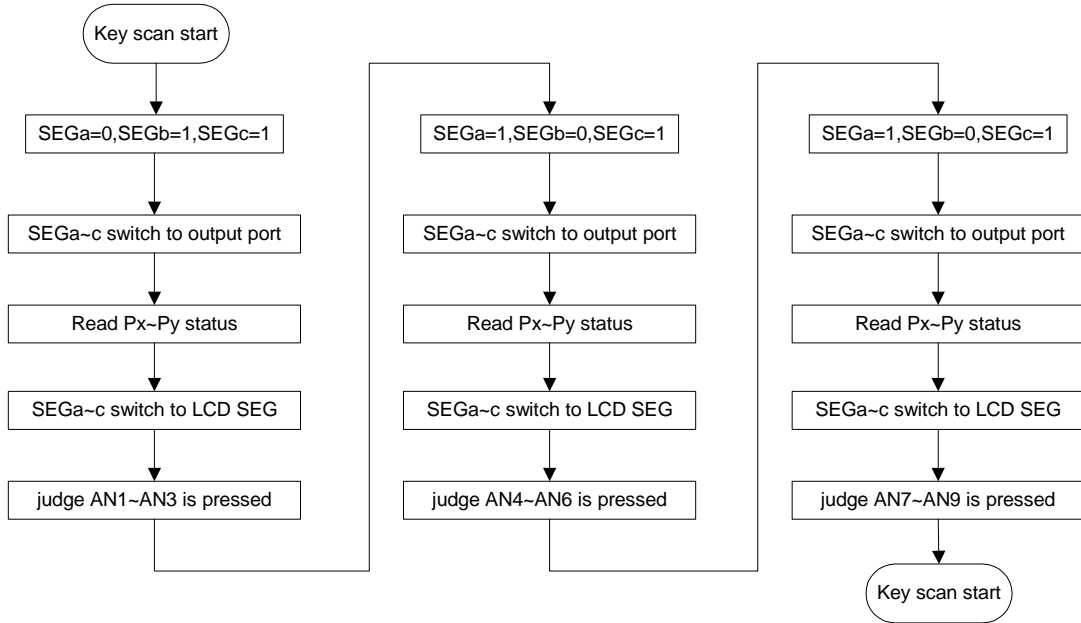 Key scan start
SEGa=0,SEGb=1,SEGc=1
SEGa~c switch to output port
Read Px~Py status
SEGa~c switch to LCD SEG
judge AN1~AN3 is pressed
SEGa=1,SEGb=0,SEGc=1
SEGa~c switch to output port
Read Px~Py status
SEGa~c switch to LCD SEG
judge AN4~AN6 is pressed
SEGa=1,SEGb=0,SEGc=1
SEGa~c switch to output port
Read Px~Py status
SEGa~c switch to LCD SEG
judge AN7~AN9 is pressed
Key scan start